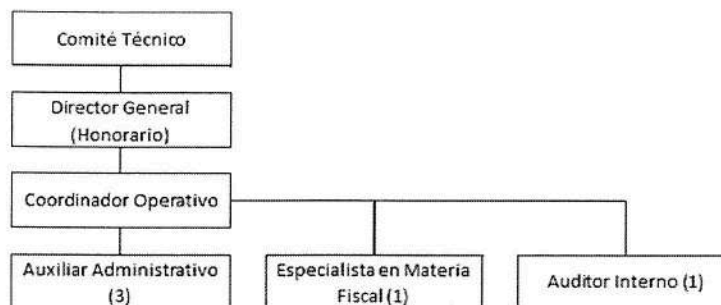 Comité Técnico
Director General
(Honorario)
Coordinador Operativo
Auxiliar Administrativo
(3)
Especialista en Materia
Fiscal (1)
Auditor Interno (1)